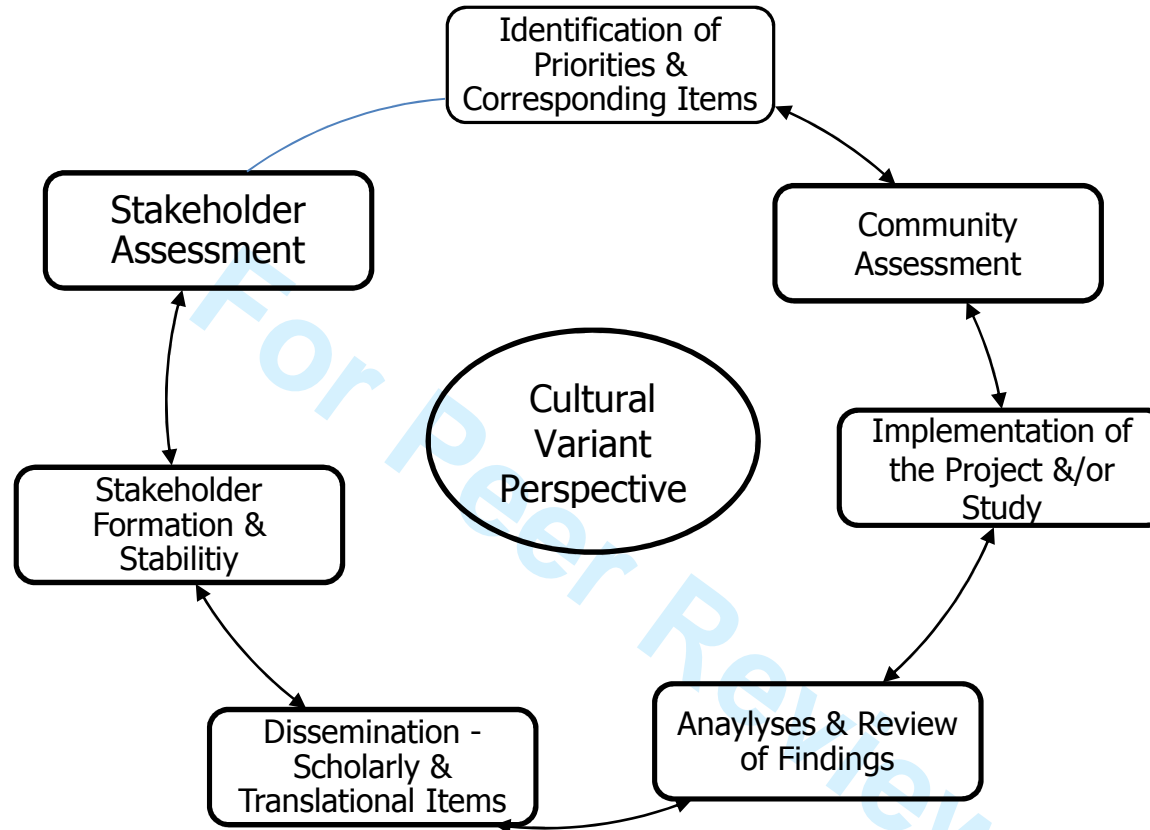 Identification of
Priorities &
Corresponding Items
Stakeholder
Assessment
Community
Assessment
Cultural
Variant
Perspective
Implementation of
the Project &/or
Study
Stakeholder
Formation &
Stabilitiy
Anaylyses & Review
of Findings
Dissemination -
Scholarly &
Translational Items
For Peer Review